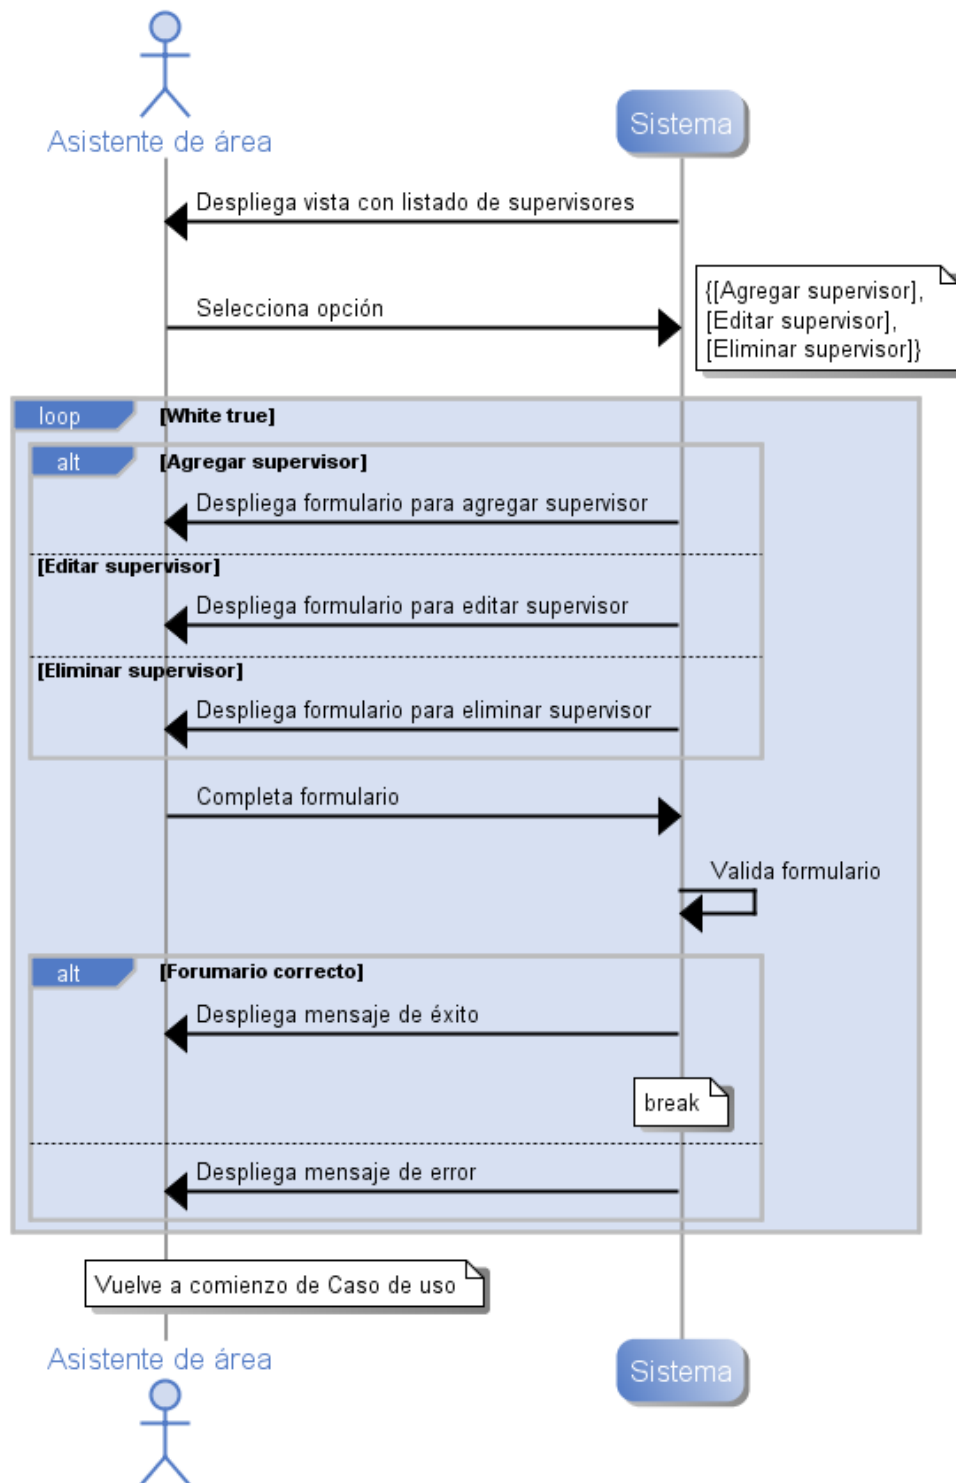 Asistente de área
Sistema
Despliega vista con listado de supervisores
Selecciona opción
{[Agregar supervisor],
[Editar supervisor],
[Eliminar supervisor]}
loop
[White true]
alt
[Agregar supervisor]
Despliega formulario para agregar supervisor
[Editar supervisor]
Despliega formulario para editar supervisor
[Eliminar supervisor]
Despliega formulario para eliminar supervisor
Completa formulario
Valida formulario
alt
[Forumario correcto]
Despliega mensaje de éxito
break
Despliega mensaje de error
Vuelve a comienzo de Caso de uso
Asistente de área
Sistema